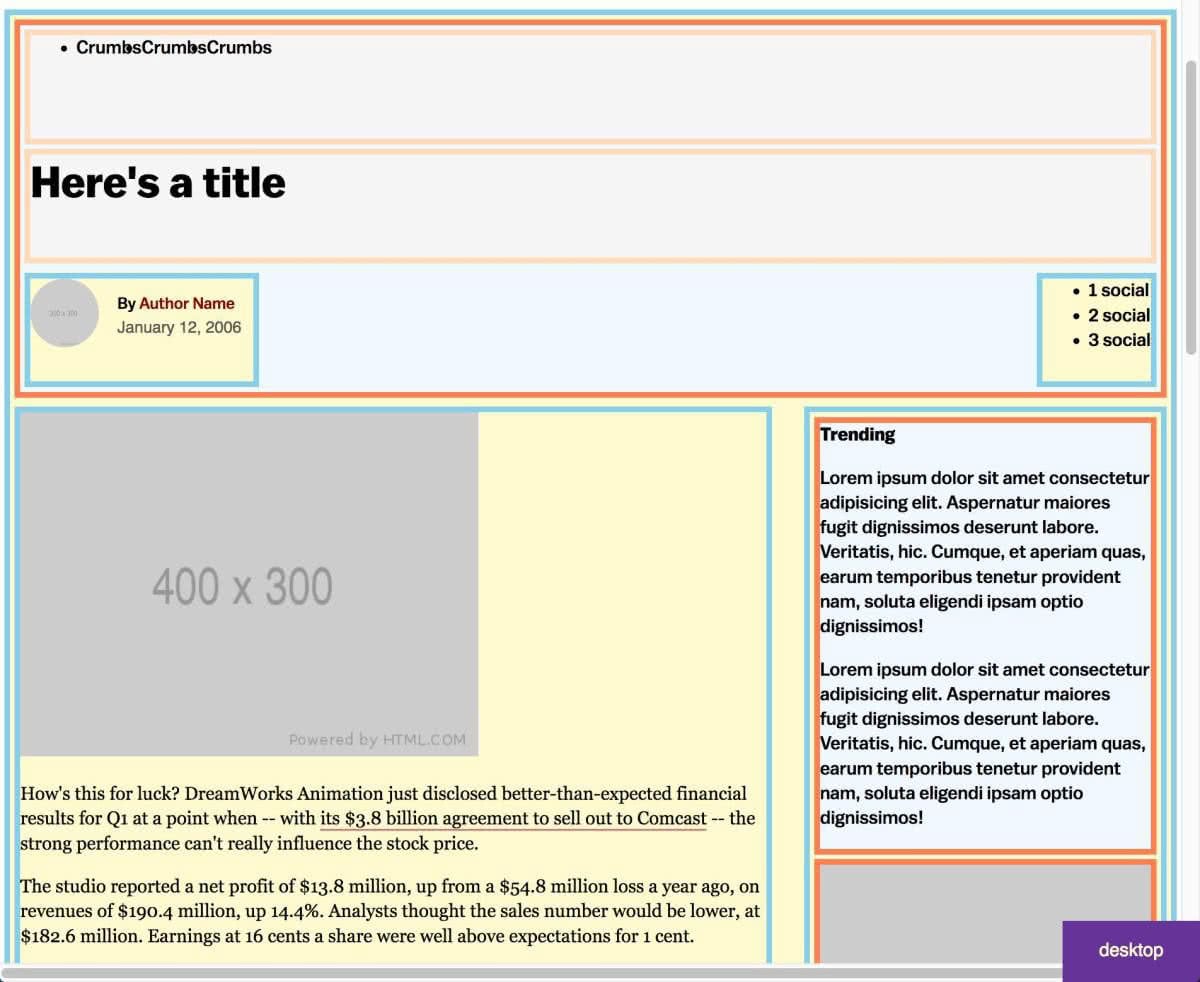 • CrumbsCrumbsCrumbs
Here's a title
300 x 300
By Author Name
January 12, 2006
• 1 social
• 2 social
• 3 social
400 x 300
Powered by HTML.COM
How's this for luck? DreamWorks Animation just disclosed better-than-expected financial
results for Q1 at a point when -- with its $3.8 billion agreement to sell out to Comcast -- the
strong performance can't really influence the stock price.
The studio reported a net profit of $13.8 million, up from a $54.8 million loss a year ago, on
revenues of $190.4 million, up 14.4%. Analysts thought the sales number would be lower, at
$182.6 million. Earnings at 16 cents a share were well above expectations for 1 cent.
Trending
Lorem ipsum dolor sit amet consectetur
adipisicing elit. Aspernatur maiores
fugit dignissimos deserunt labore.
Veritatis, hic. Cumque, et aperiam quas,
earum temporibus tenetur provident
nam, soluta eligendi ipsam optio
dignissimos!
Lorem ipsum dolor sit amet consectetur
adipisicing elit. Aspernatur maiores
fugit dignissimos deserunt labore.
Veritatis, hic. Cumque, et aperiam quas,
earum temporibus tenetur provident
nam, soluta eligendi ipsam optio
dignissimos!
desktop